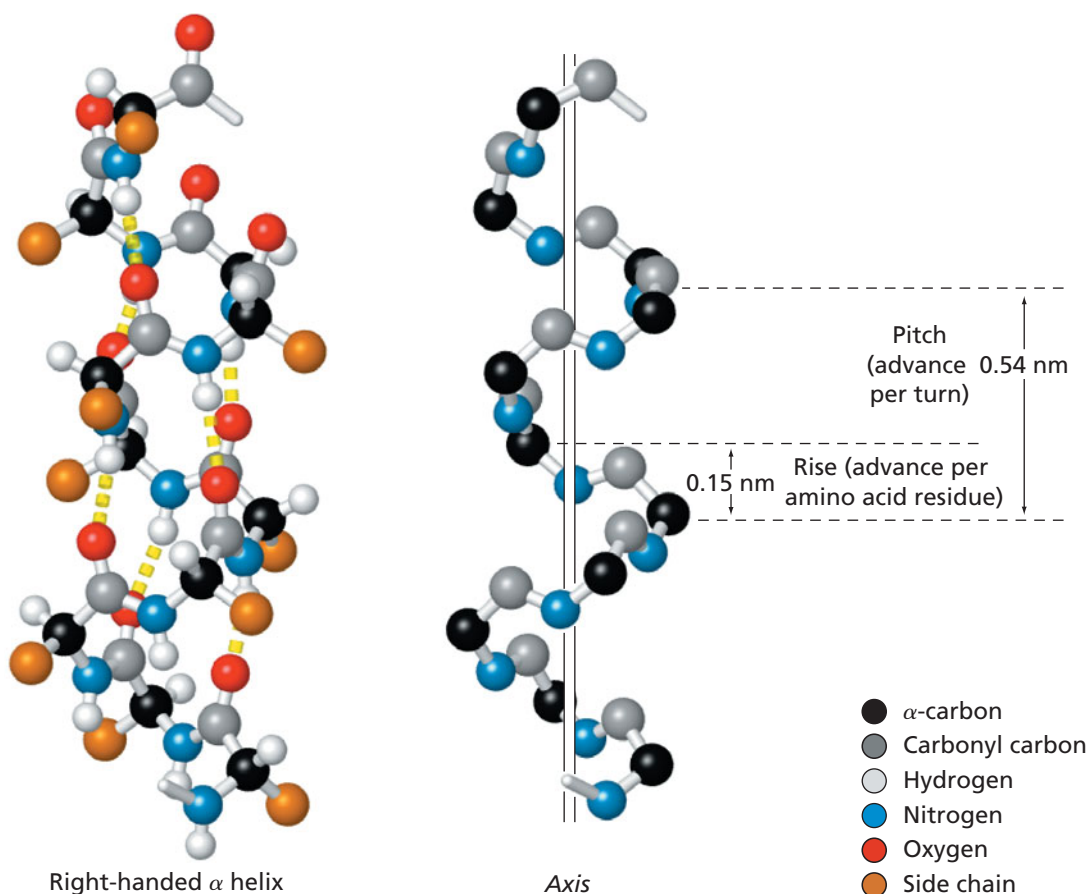 Pitch
(advance 0.54 nm
per turn)
0.15 nm
Rise (advance per
amino acid residue)
α-carbon
Carbonyl carbon
Hydrogen
Nitrogen
Oxygen
Side chain
Right-handed α helix
Axis